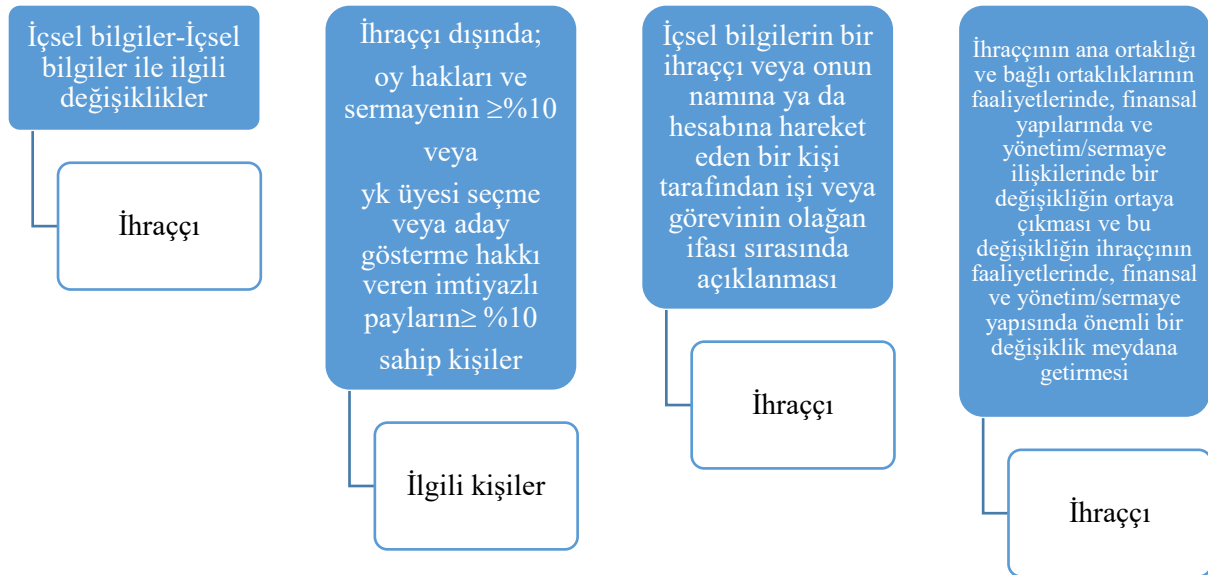 İçsel bilgiler-İçsel
bilgiler ile ilgili
değişiklikler
İhraççı
İhraççı dışında;
oy hakları ve
sermayenin ≥%10
veya
yk üyesi seçme
veya aday
gösterme hakkı
veren imtiyazlı
payların≥ %10
sahip kişiler
İlgili kişiler
İçsel bilgilerin bir
ihraççı veya onun
namına ya da
hesabına hareket
eden bir kişi
tarafından işi veya
görevinin olağan
ifası sırasında
açıklanması
İhraççı
İhraççının ana ortaklığı
ve bağlı ortaklıklarının
faaliyetlerinde, finansal
yapılarında ve
yönetim/sermaye
ilişkilerinde bir
değişikliğin ortaya
çıkması ve bu
değişikliğin ihraççının
faaliyetlerinde, finansal
ve yönetim/sermaye
yapısında önemli bir
değişiklik meydana
getirmesi
İhraççı